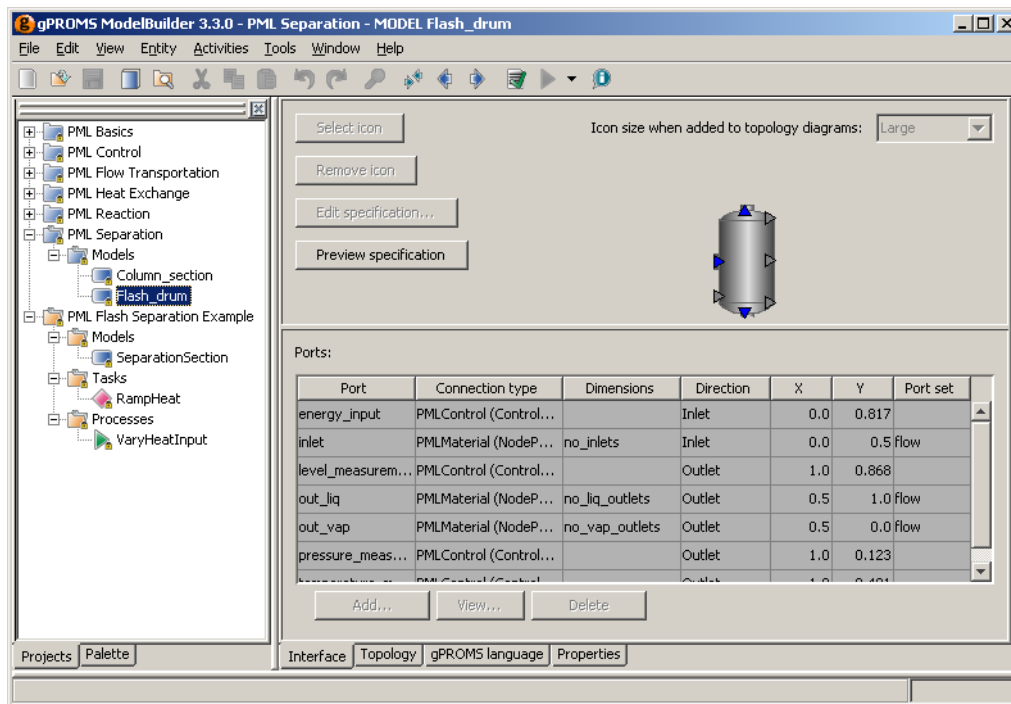 gPROMS ModelBuilder 3.3.0 - PML Separation - MODEL Flash_drum
File Edit View Entity Activities Tools Window Help
PML Basics
PML Control
PML Flow Transportation
PML Heat Exchange
PML Reaction
PML Separation
Models
Column_section
Flash_drum
PML Flash Separation Example
Models
SeparationSection
Tasks
RampHeat
Processes
VaryHeatInput
Projects Palette
Select icon
Icon size when added to topology diagrams: Large
Remove icon
Edit specification...
Preview specification
Ports:
Port Connection type Dimensions Direction X Y Port set
energy_input PMLControl (Control... Inlet 0.0 0.817
inlet PMLMaterial (NodeP... no_inlets Inlet 0.0 0.5 flow
level_measurem... PMLControl (Control... Outlet 1.0 0.868
out_liq PMLMaterial (NodeP... no_liq_outlets Outlet 0.5 1.0 flow
out_vap PMLMaterial (NodeP... no_vap_outlets Outlet 0.5 0.0 flow
pressure_meas... PMLControl (Control... Outlet 1.0 0.123
Add... View... Delete
Interface Topology gPROMS language Properties